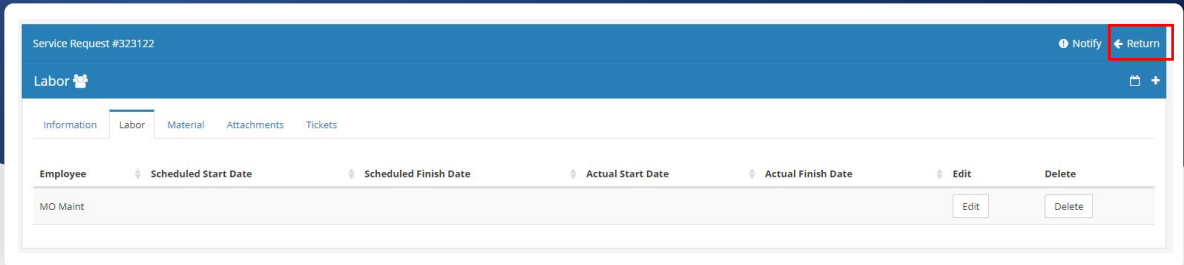 Service Request #323122 Notify Return
Labor
Information Labor Material Attachments Tickets
Employee Scheduled Start Date Scheduled Finish Date Actual Start Date Actual Finish Date Edit Delete
MO Maint Edit Delete